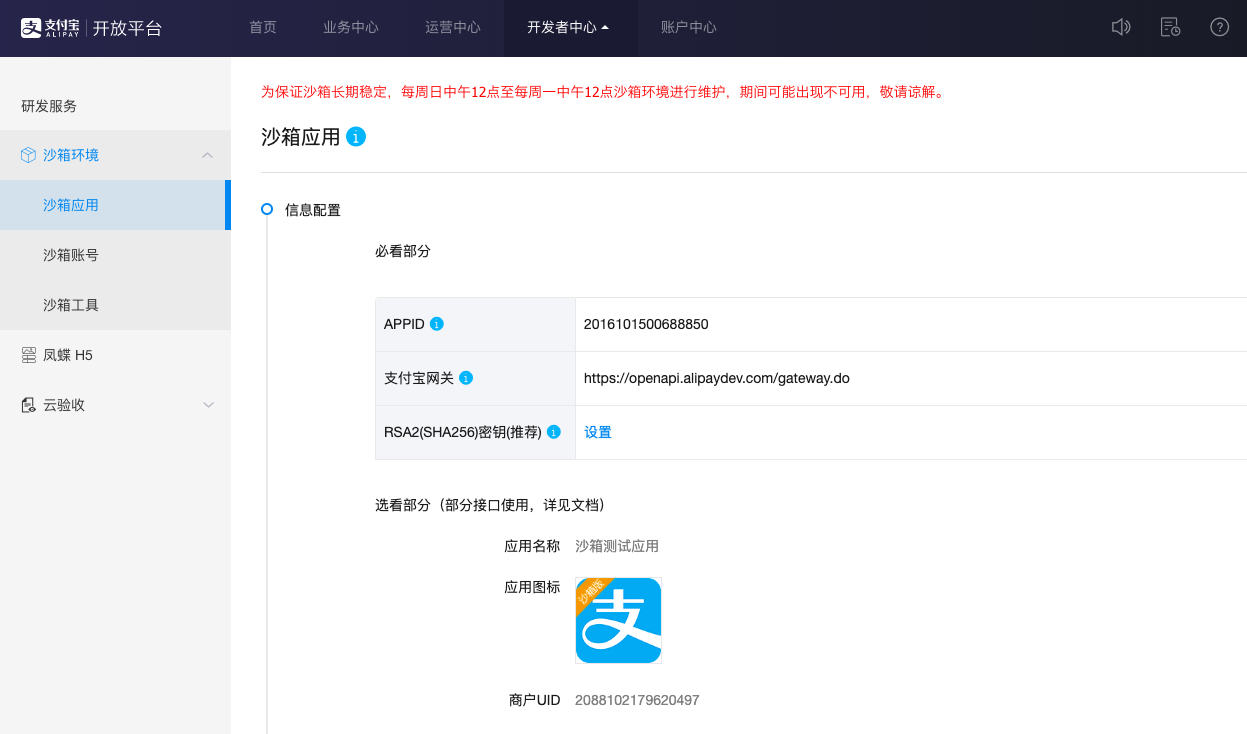 支付宝 ALIPAY 开放平台 首页 业务中心 运营中心 开发者中心 账户中心
研发服务
沙箱环境
沙箱应用
沙箱账号
沙箱工具
凤蝶 H5
云验收
为保证沙箱长期稳定，每周日中午12点至每周一中午12点沙箱环境进行维护，期间可能出现不可用，敬请谅解。
沙箱应用
信息配置
必看部分
APPID 2016101500688850
支付宝网关 https://openapi.alipaydev.com/gateway.do
RSA2(SHA256)密钥(推荐) 设置
选看部分（部分接口使用，详见文档）
应用名称 沙箱测试应用
应用图标 沙箱版 支
商户UID 2088102179620497